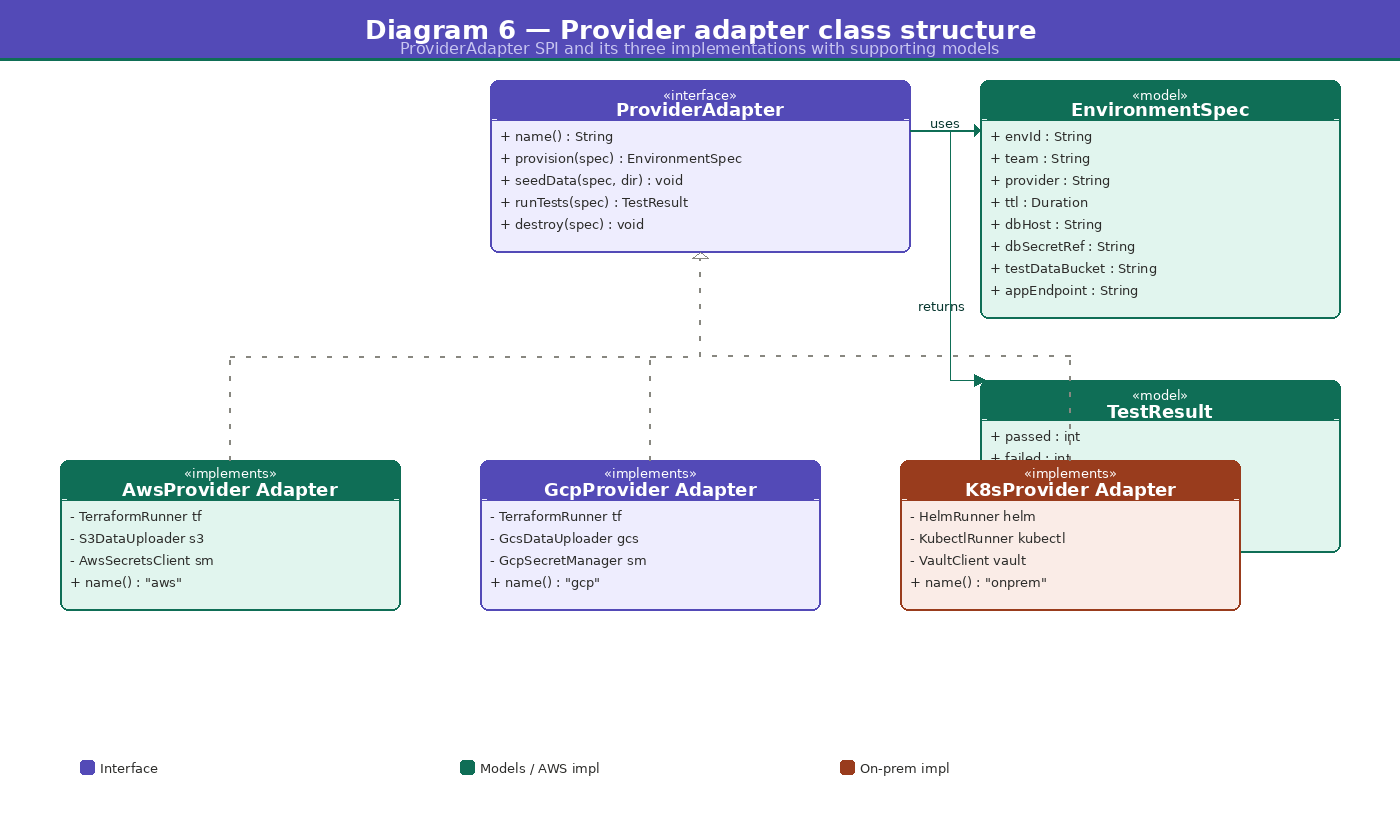 Diagram 6 — Provider adapter class structure
ProviderAdapter SPI and its three implementations with supporting models
«interface»
ProviderAdapter
+ name() : String
+ provision(spec) : EnvironmentSpec
+ seedData(spec, dir) : void
+ runTests(spec) : TestResult
+ destroy(spec) : void
uses
returns
«model»
EnvironmentSpec
+ envId : String
+ team : String
+ provider : String
+ ttl : Duration
+ dbHost : String
+ dbSecretRef : String
+ testDataBucket : String
+ appEndpoint : String
«model»
TestResult
+ passed : int
+ failed : int
«implements»
AwsProvider Adapter
- TerraformRunner tf
- S3DataUploader s3
- AwsSecretsClient sm
+ name() : "aws"
«implements»
GcpProvider Adapter
- TerraformRunner tf
- GcsDataUploader gcs
- GcpSecretManager sm
+ name() : "gcp"
«implements»
K8sProvider Adapter
- HelmRunner helm
- KubectlRunner kubectl
- VaultClient vault
+ name() : "onprem"
Interface
Models / AWS impl
On-prem impl